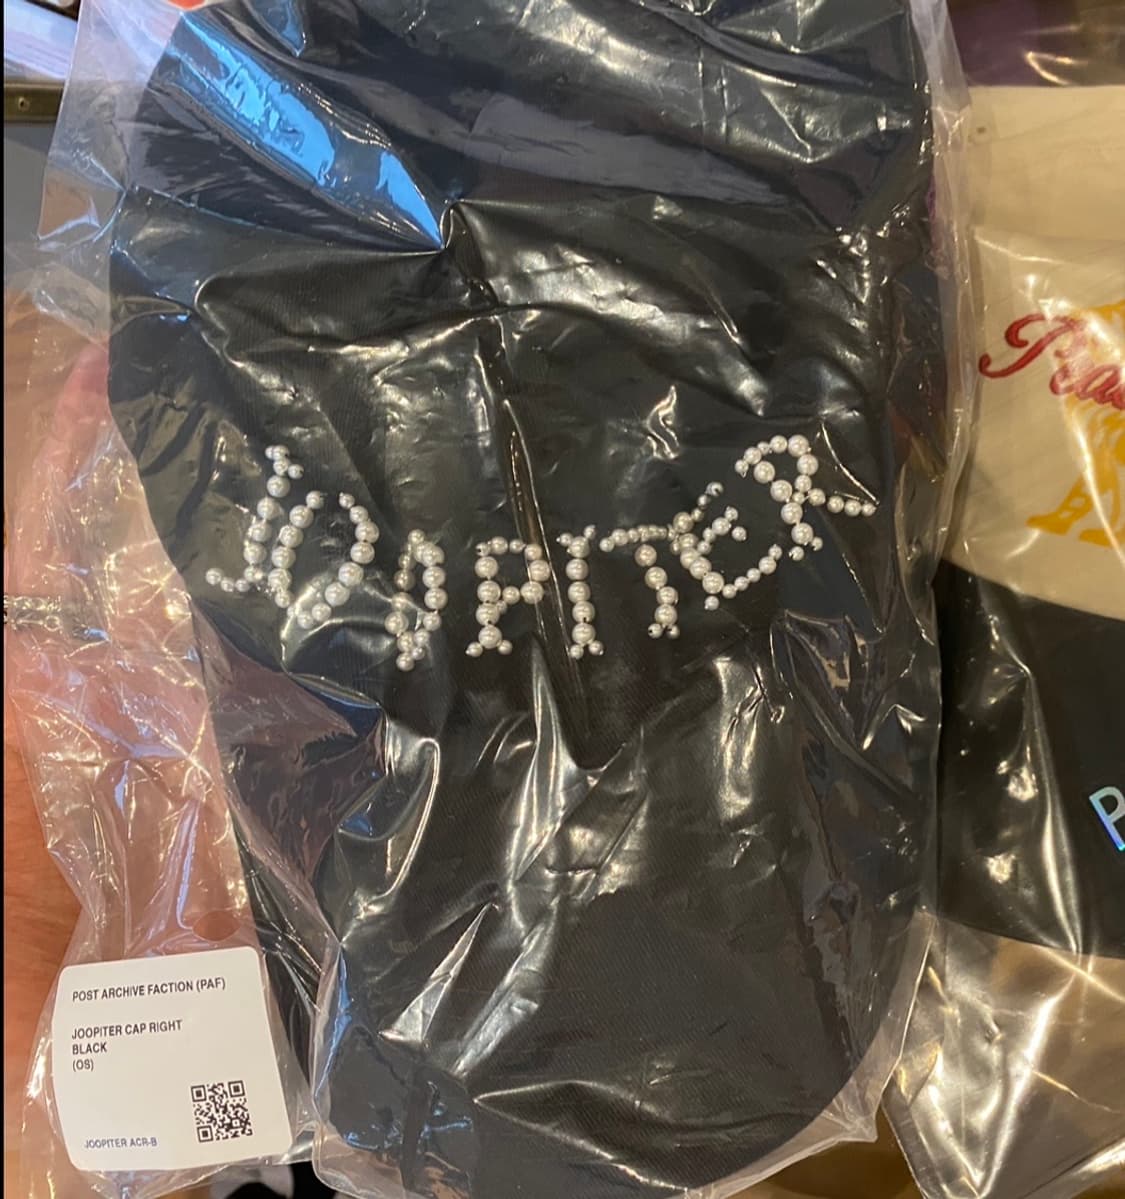 JOOPITER
POST ARCHIVE FACTION (PAF)
JOOPITER CAP RIGHT
BLACK
(OS)
JOOPITER ACR-B
P